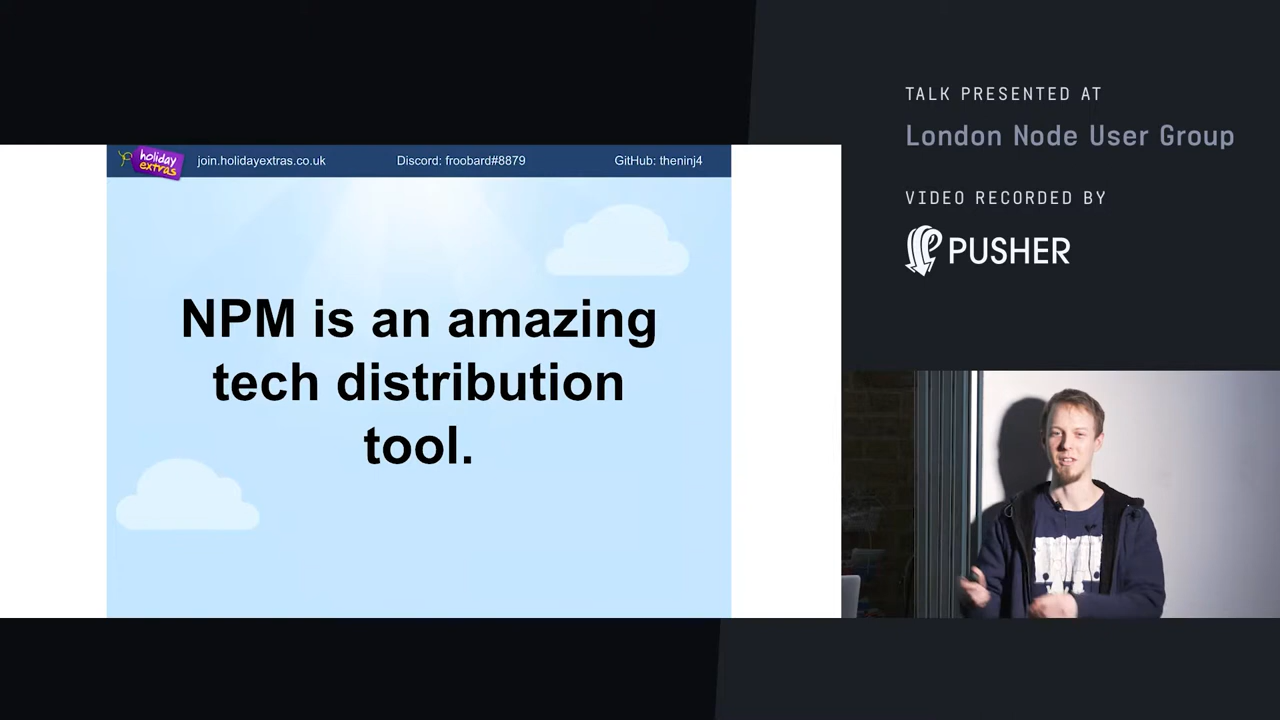 TALK PRESENTED AT
London Node User Group
VIDEO RECORDED BY
PUSHER
holiday extras
join.holidayextras.co.uk
Discord: froobard#8879
GitHub: theninj4
NPM is an amazing
tech distribution
tool.